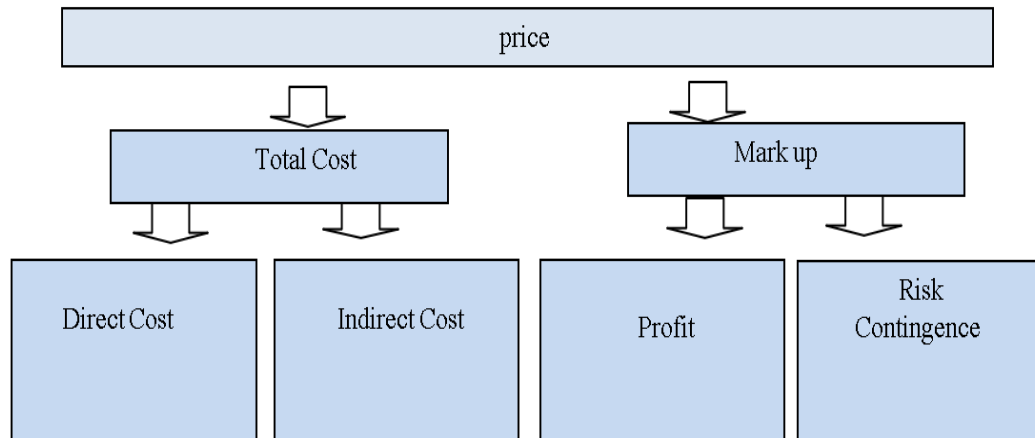 price
Total Cost
Mark up
Direct Cost
Indirect Cost
Profit
Risk
Contingence